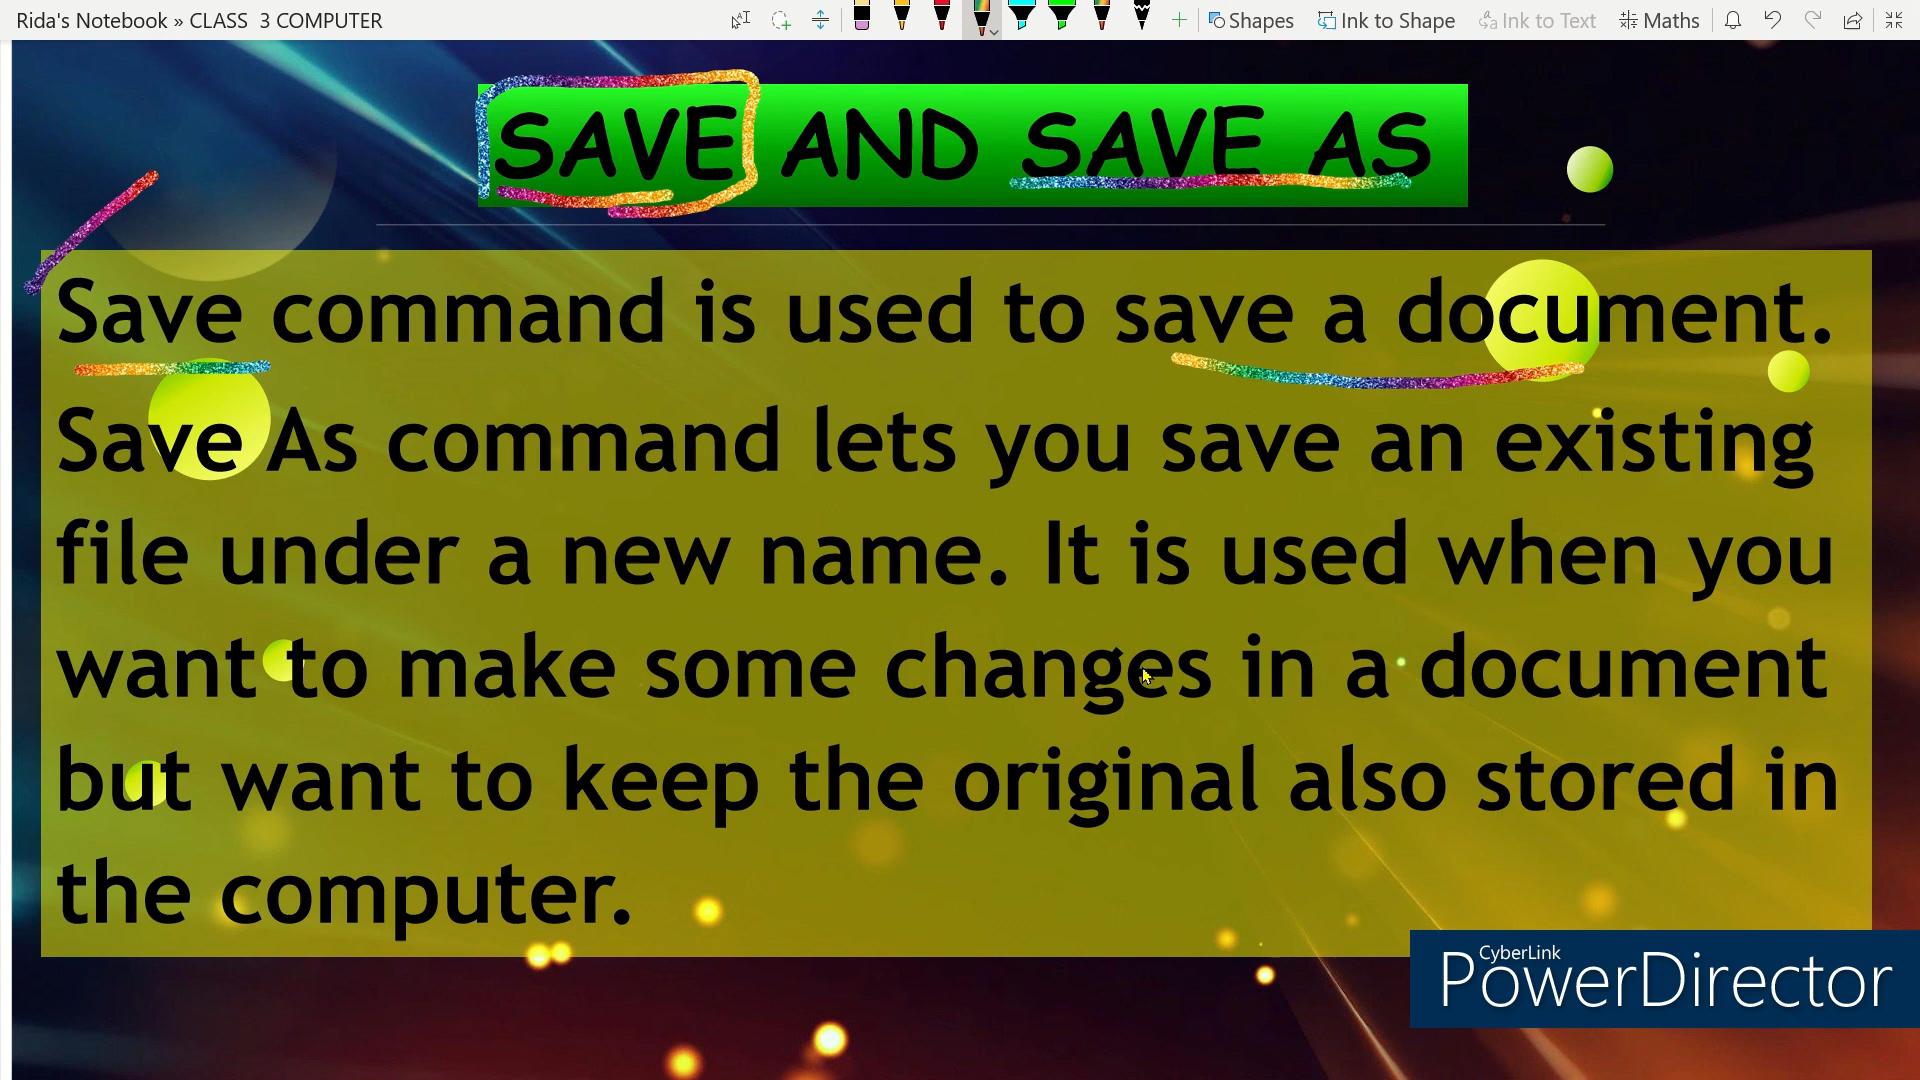 Rida's Notebook » CLASS 3 COMPUTER
Shapes Ink to Shape Ink to Text Maths
SAVE AND SAVE AS
Save command is used to save a document.
Save As command lets you save an existing
file under a new name. It is used when you
want to make some changes in a document
but want to keep the original also stored in
the computer.
CyberLink
PowerDirector